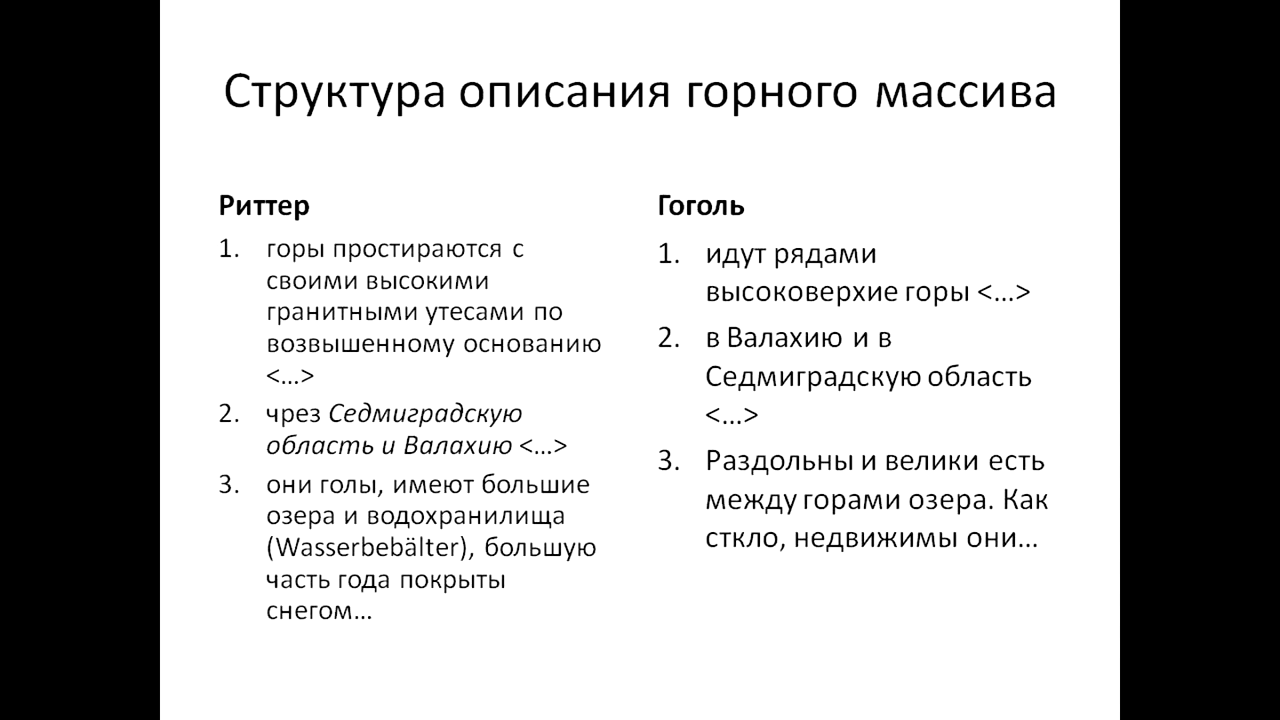 Структура описания горного массива
Риттер
1. горы простираются с
своими высокими
гранитными утесами по
возвышенному основанию
<…>
2. чрез Седмиградскую
область и Валахию <…>
3. они голы, имеют большие
озера и водохранилища
(Wasserbebälter), большую
часть года покрыты
снегом…
Гоголь
1. идут рядами
высоковерхие горы <…>
2. в Валахию и в
Седмиградскую область
<…>
3. Раздольны и велики есть
между горами озера. Как
сткло, недвижимы они…